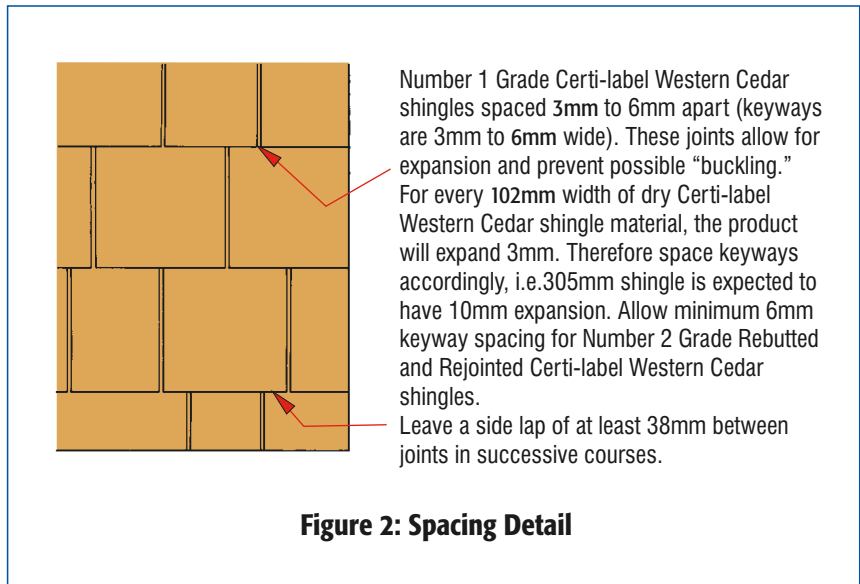 Number 1 Grade Certi-label Western Cedar
shingles spaced 3mm to 6mm apart (keyways
are 3mm to 6mm wide). These joints allow for
expansion and prevent possible “buckling.”
For every 102mm width of dry Certi-label
Western Cedar shingle material, the product
will expand 3mm. Therefore space keyways
accordingly, i.e.305mm shingle is expected to
have 10mm expansion. Allow minimum 6mm
keyway spacing for Number 2 Grade Rebutted
and Rejointed Certi-label Western Cedar
shingles.
Leave a side lap of at least 38mm between
joints in successive courses.
Figure 2: Spacing Detail